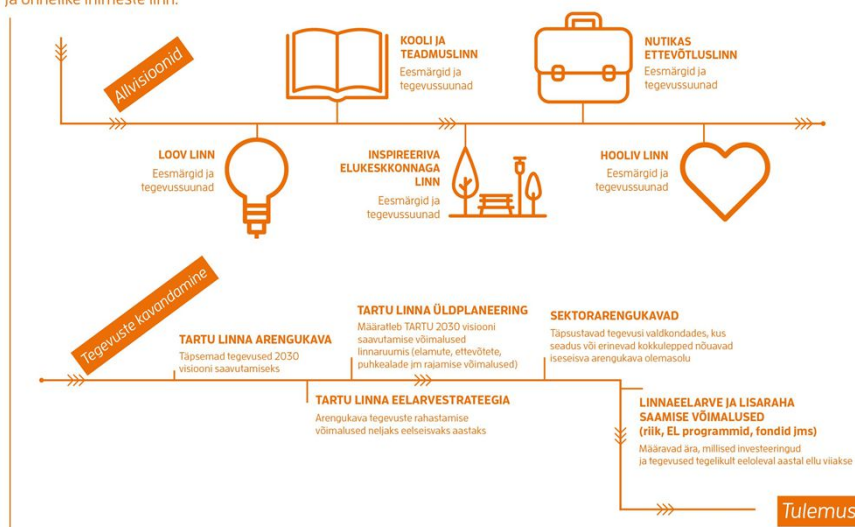 ja õnnelike inimeste linn.
Allvisioonid
KOOLI JA
TEADMUSLINN
Eesmärgid ja
tegevussuunad
NUTIKAS
ETTEVÕTLUSLINN
Eesmärgid ja
tegevussuunad
LOOV LINN
Eesmärgid ja
tegevussuunad
INSPIREERIVA
ELUKESKKONNAGA
LINN
Eesmärgid ja
tegevussuunad
HOOLIV LINN
Eesmärgid ja
tegevussuunad
Tegevuste kavandamine
TARTU LINNA ARENGUKAVA
Täpsemad tegevused 2030
visiooni saavutamiseks
TARTU LINNA ÜLDPLANEERING
Määratleb TARTU 2030 visiooni
saavutamise võimalused
linnaruumis (elamute, ettevõtete,
puhkealade jm rajamise võimalused)
SEKTORARENGUKAVAD
Täpsustavad tegevusi valdkondades, kus
seadus või erinevad kokkulepped nõuavad
iseseisva arengukava olemasolu
TARTU LINNA EELARVESTRATEEGIA
Arengukava tegevuste rahastamise
võimalused neljaks eelseisvaks aastaks
LINNAEELARVE JA LISARAHA
SAAMISE VÕIMALUSED
(riik, EL programmid, fondid jms)
Määravad ära, millised investeeringud
ja tegevused tegelikult eeloleval aastal ellu viiakse
Tulemus